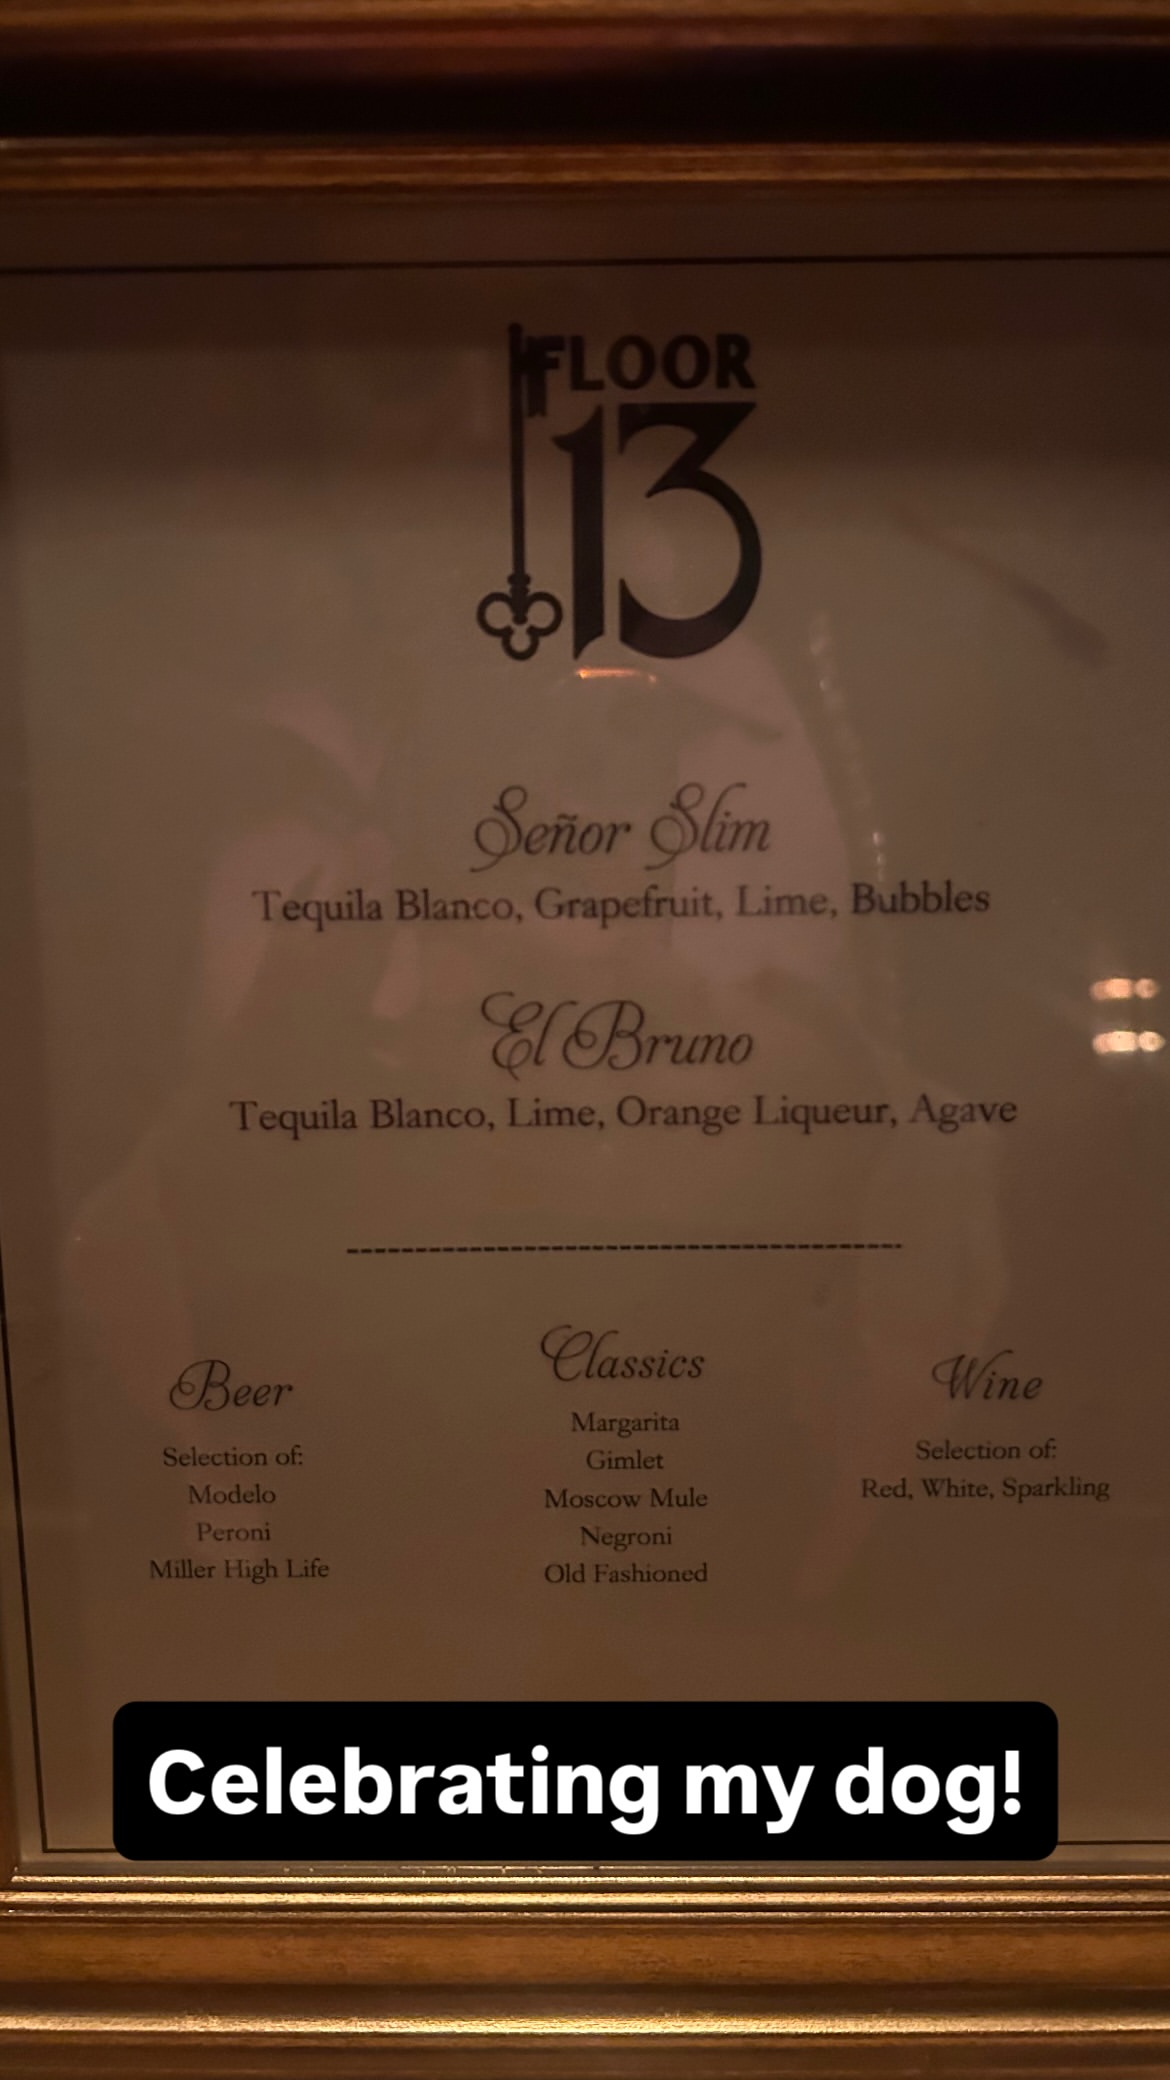 FLOOR
13
Señor Slim
Tequila Blanco, Grapefruit, Lime, Bubbles
El Bruno
Tequila Blanco, Lime, Orange Liqueur, Agave
Beer
Selection of:
Modelo
Peroni
Miller High Life
Classics
Margarita
Gimlet
Moscow Mule
Negroni
Old Fashioned
Wine
Selection of:
Red, White, Sparkling
Celebrating my dog!